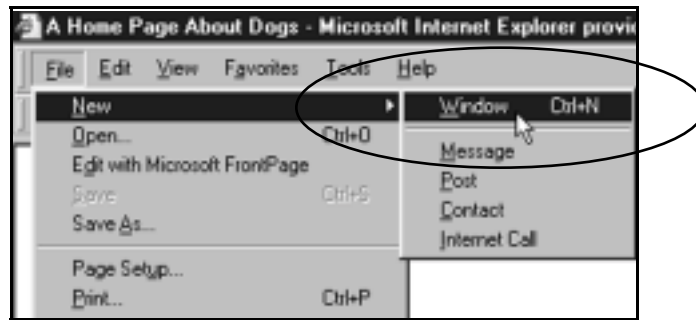 A Home Page About Dogs - Microsoft Internet Explorer provi
File Edit View Favorites Tools Help
New
Open... Ctrl+O
Edit with Microsoft FrontPage
Save Ctrl+S
Save As...
Page Setup...
Print... Ctrl+P
Window Ctrl+N
Message
Post
Contact
Internet Call